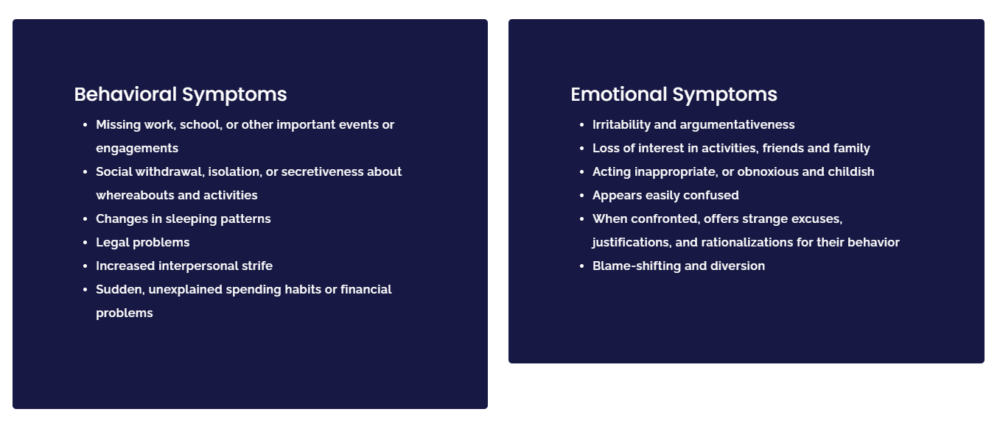 Behavioral Symptoms
• Missing work, school, or other important events or
engagements
• Social withdrawal, isolation, or secretiveness about
whereabouts and activities
• Changes in sleeping patterns
• Legal problems
• Increased interpersonal strife
• Sudden, unexplained spending habits or financial
problems
Emotional Symptoms
• Irritability and argumentativeness
• Loss of interest in activities, friends and family
• Acting inappropriate, or obnoxious and childish
• Appears easily confused
• When confronted, offers strange excuses,
justifications, and rationalizations for their behavior
• Blame-shifting and diversion